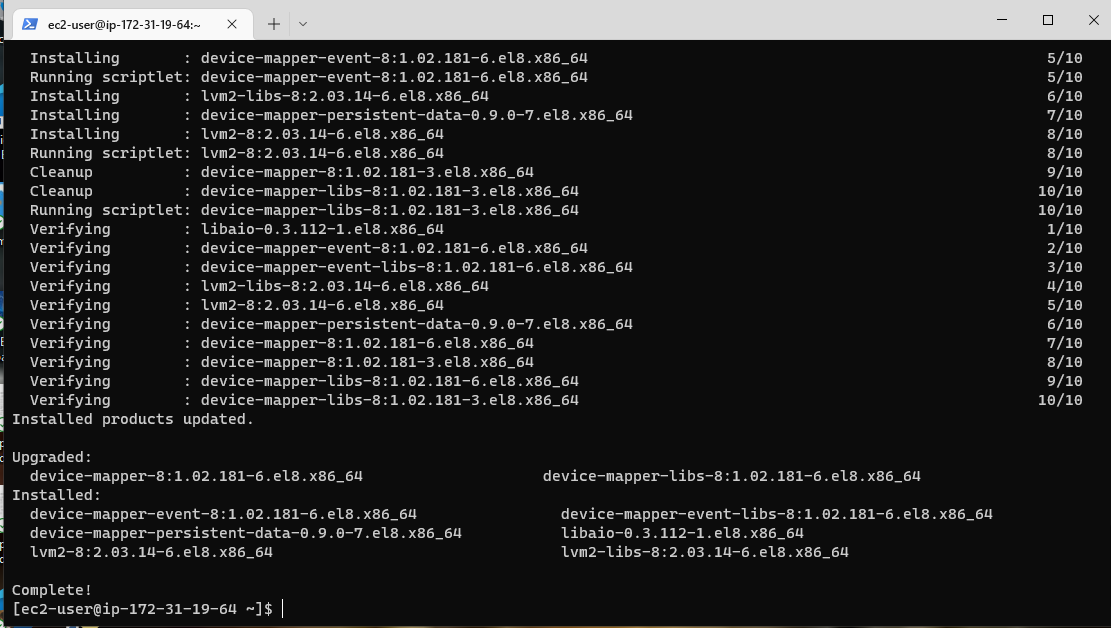 ec2-user@ip-172-31-19-64:~
Installing : device-mapper-event-8:1.02.181-6.el8.x86_64 5/10
Running scriptlet: device-mapper-event-8:1.02.181-6.el8.x86_64 5/10
Installing : lvm2-libs-8:2.03.14-6.el8.x86_64 6/10
Installing : device-mapper-persistent-data-0.9.0-7.el8.x86_64 7/10
Installing : lvm2-8:2.03.14-6.el8.x86_64 8/10
Running scriptlet: lvm2-8:2.03.14-6.el8.x86_64 8/10
Cleanup : device-mapper-8:1.02.181-3.el8.x86_64 9/10
Cleanup : device-mapper-libs-8:1.02.181-3.el8.x86_64 10/10
Running scriptlet: device-mapper-libs-8:1.02.181-3.el8.x86_64 10/10
Verifying : libaio-0.3.112-1.el8.x86_64 1/10
Verifying : device-mapper-event-8:1.02.181-6.el8.x86_64 2/10
Verifying : device-mapper-event-libs-8:1.02.181-6.el8.x86_64 3/10
Verifying : lvm2-libs-8:2.03.14-6.el8.x86_64 4/10
Verifying : lvm2-8:2.03.14-6.el8.x86_64 5/10
Verifying : device-mapper-persistent-data-0.9.0-7.el8.x86_64 6/10
Verifying : device-mapper-8:1.02.181-6.el8.x86_64 7/10
Verifying : device-mapper-8:1.02.181-3.el8.x86_64 8/10
Verifying : device-mapper-libs-8:1.02.181-6.el8.x86_64 9/10
Verifying : device-mapper-libs-8:1.02.181-3.el8.x86_64 10/10
Installed products updated.
Upgraded:
device-mapper-8:1.02.181-6.el8.x86_64 device-mapper-libs-8:1.02.181-6.el8.x86_64
Installed:
device-mapper-event-8:1.02.181-6.el8.x86_64 device-mapper-event-libs-8:1.02.181-6.el8.x86_64
device-mapper-persistent-data-0.9.0-7.el8.x86_64 libaio-0.3.112-1.el8.x86_64
lvm2-8:2.03.14-6.el8.x86_64 lvm2-libs-8:2.03.14-6.el8.x86_64
Complete!
[ec2-user@ip-172-31-19-64 ~]$